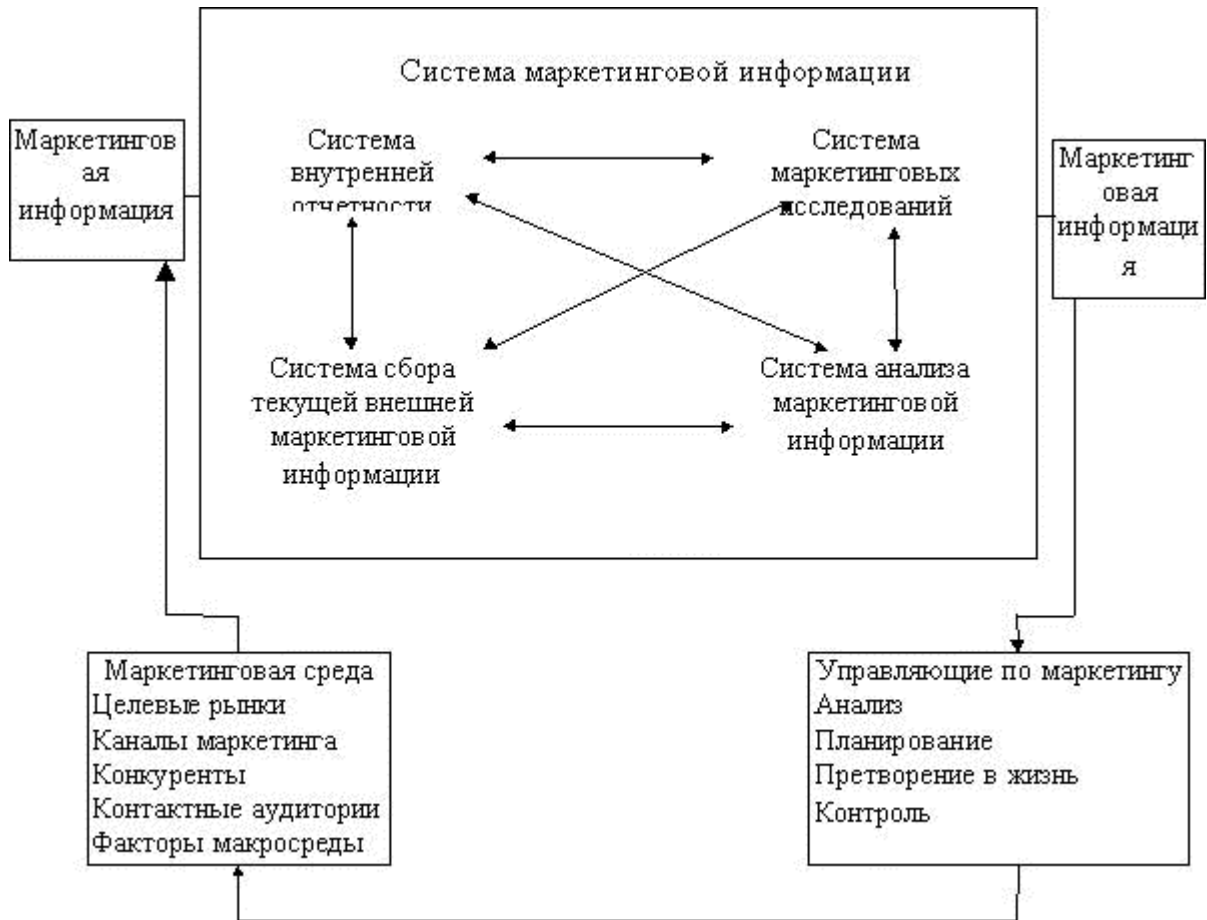 Система маркетинговой информации
Маркетингов
ая
информация
Система
внутренней
отчетности
Система
маркетинговых
исследований
Маркетинг
овая
информаци
я
Система сбора
текущей внешней
маркетинговой
информации
Система анализа
маркетинговой
информации
Маркетинговая среда
Целевые рынки
Каналы маркетинга
Конкуренты
Контактные аудитории
Факторы макросреды
Управляющие по маркетингу
Анализ
Планирование
Претворение в жизнь
Контроль